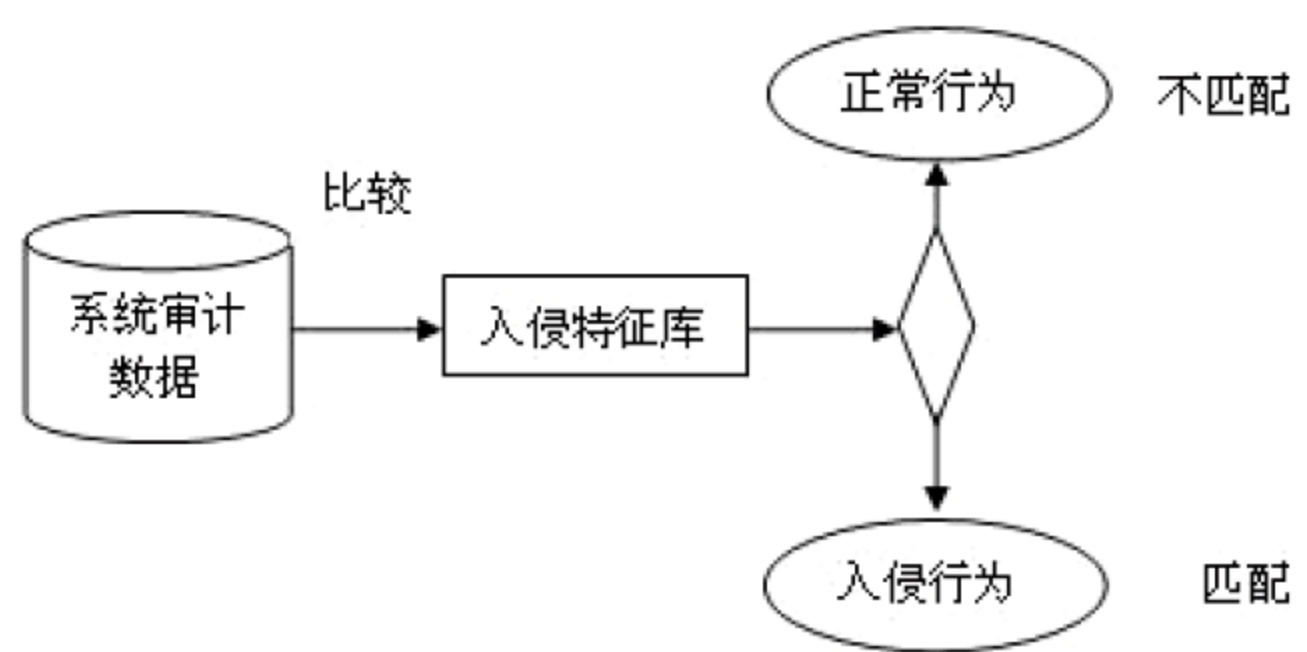 正常行为
不匹配
比较
系统审计
数据
入侵特征库
入侵行为
匹配